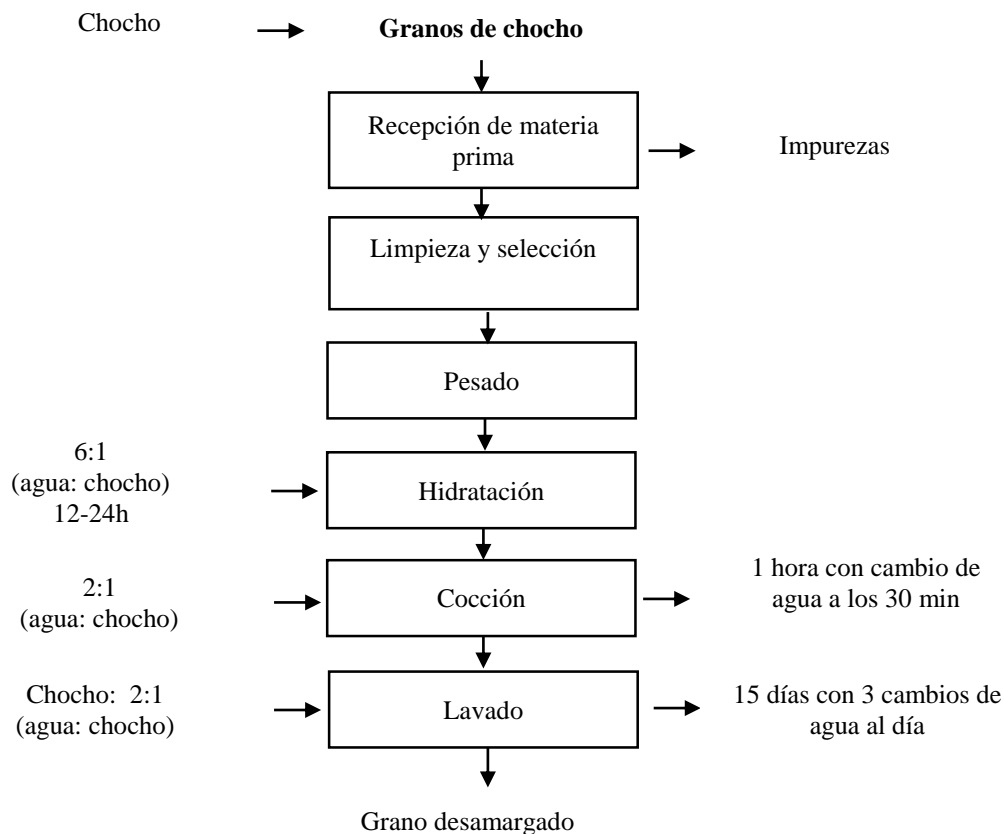 Chocho
Granos de chocho
Recepción de materia
prima
Impurezas
Limpieza y selección
Pesado
6:1
(agua: chocho)
12-24h
Hidratación
2:1
(agua: chocho)
Cocción
1 hora con cambio de
agua a los 30 min
Chocho: 2:1
(agua: chocho)
Lavado
15 días con 3 cambios de
agua al día
Grano desamargado